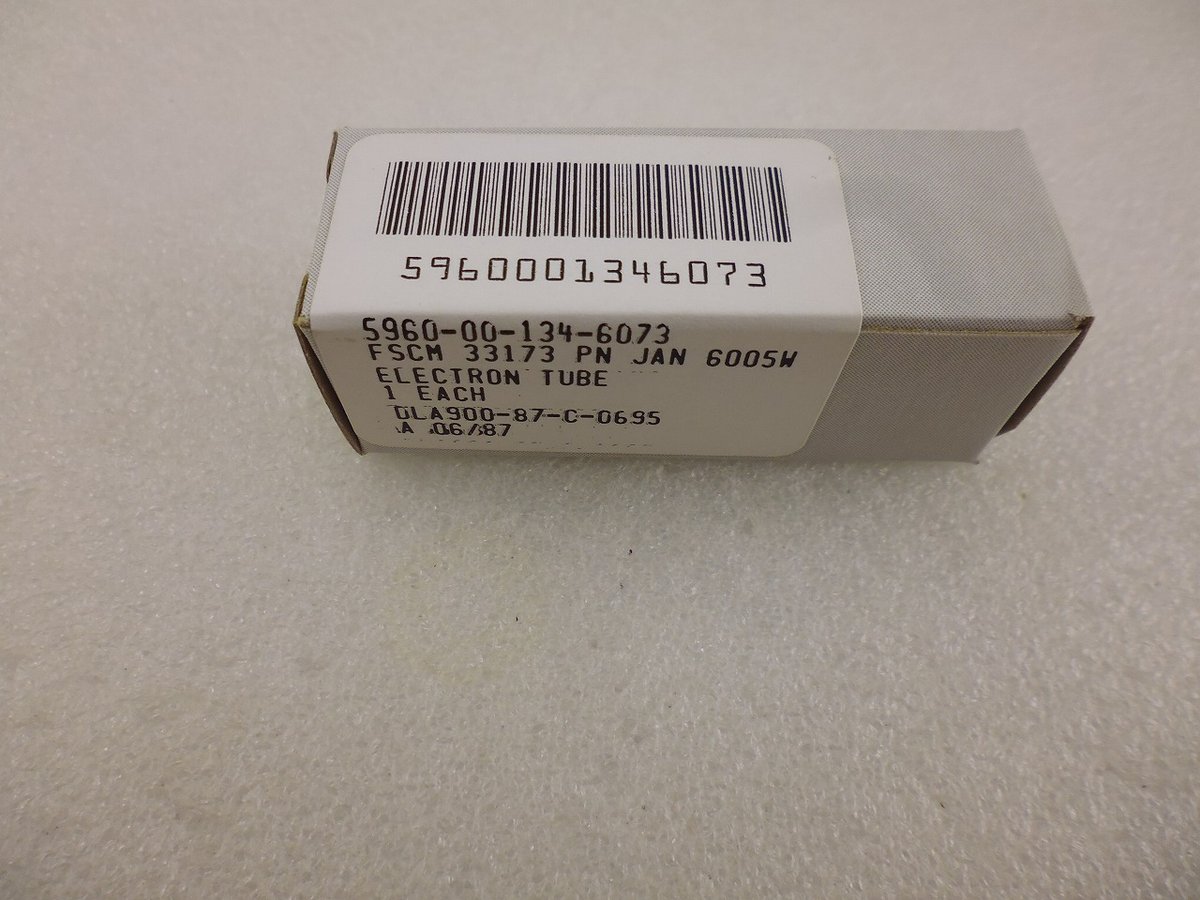 5960001346073
5960-00-134-6073
FSCM 33173 PN JAN 6005W
ELECTRON TUBE
1 EACH
DLA900-87-C-0695
A 06/87